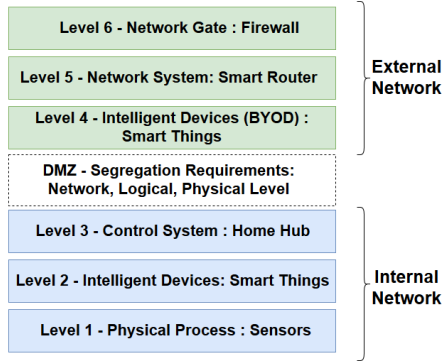 Level 6 - Network Gate : Firewall
Level 5 - Network System: Smart Router
Level 4 - Intelligent Devices (BYOD) :
Smart Things
External
Network
DMZ - Segregation Requirements:
Network, Logical, Physical Level
Level 3 - Control System : Home Hub
Level 2 - Intelligent Devices: Smart Things
Level 1 - Physical Process : Sensors
Internal
Network